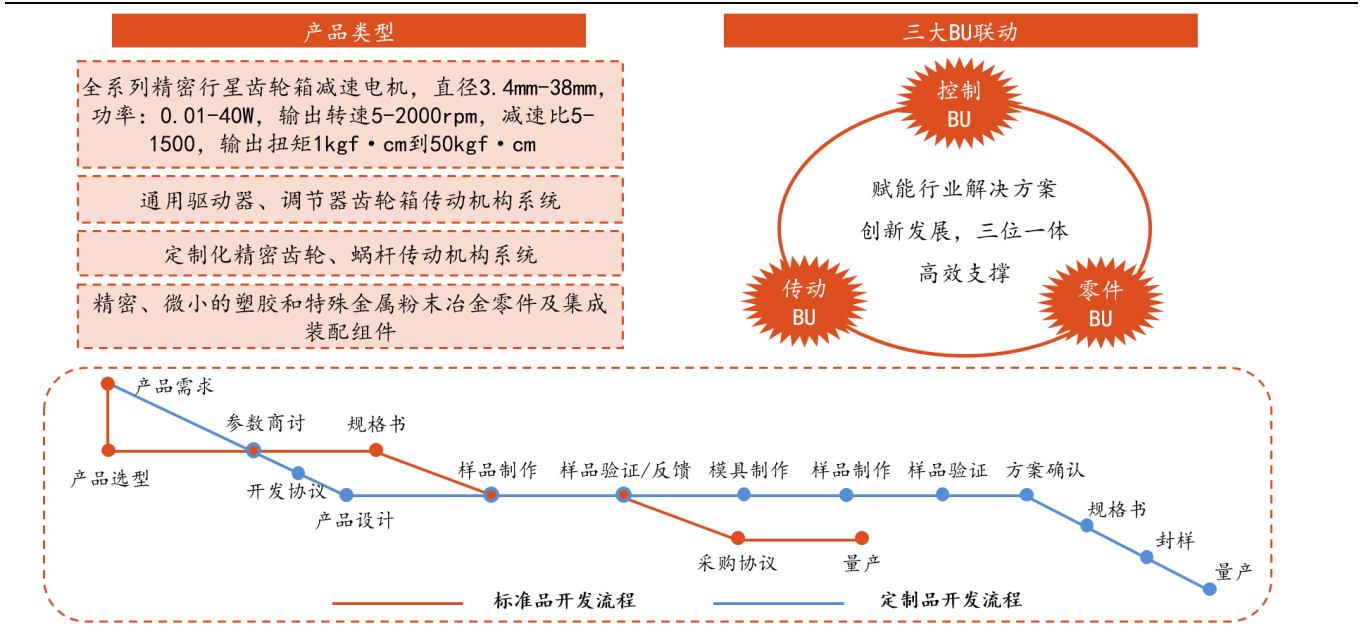 产品类型
全系列精密行星齿轮箱减速电机，直径3.4mm-38mm，
功率：0.01-40W，输出转速5-2000rpm，减速比5-
1500，输出扭矩1kgf·cm到50kgf·cm
通用驱动器、调节器齿轮箱传动机构系统
定制化精密齿轮、蜗杆传动机构系统
精密、微小的塑胶和特殊金属粉末冶金零件及集成
装配组件
三大BU联动
控制
BU
赋能行业解决方案
创新发展，三位一体
高效支撑
传动
BU
零件
BU
产品需求
参数商计
规格书
产品选型
开发协议
产品设计
样品制作
样品验证/反馈
模具制作
样品制作
样品验证
方案确认
规格书
封样
量产
采购协议
量产
标准品开发流程
定制品开发流程